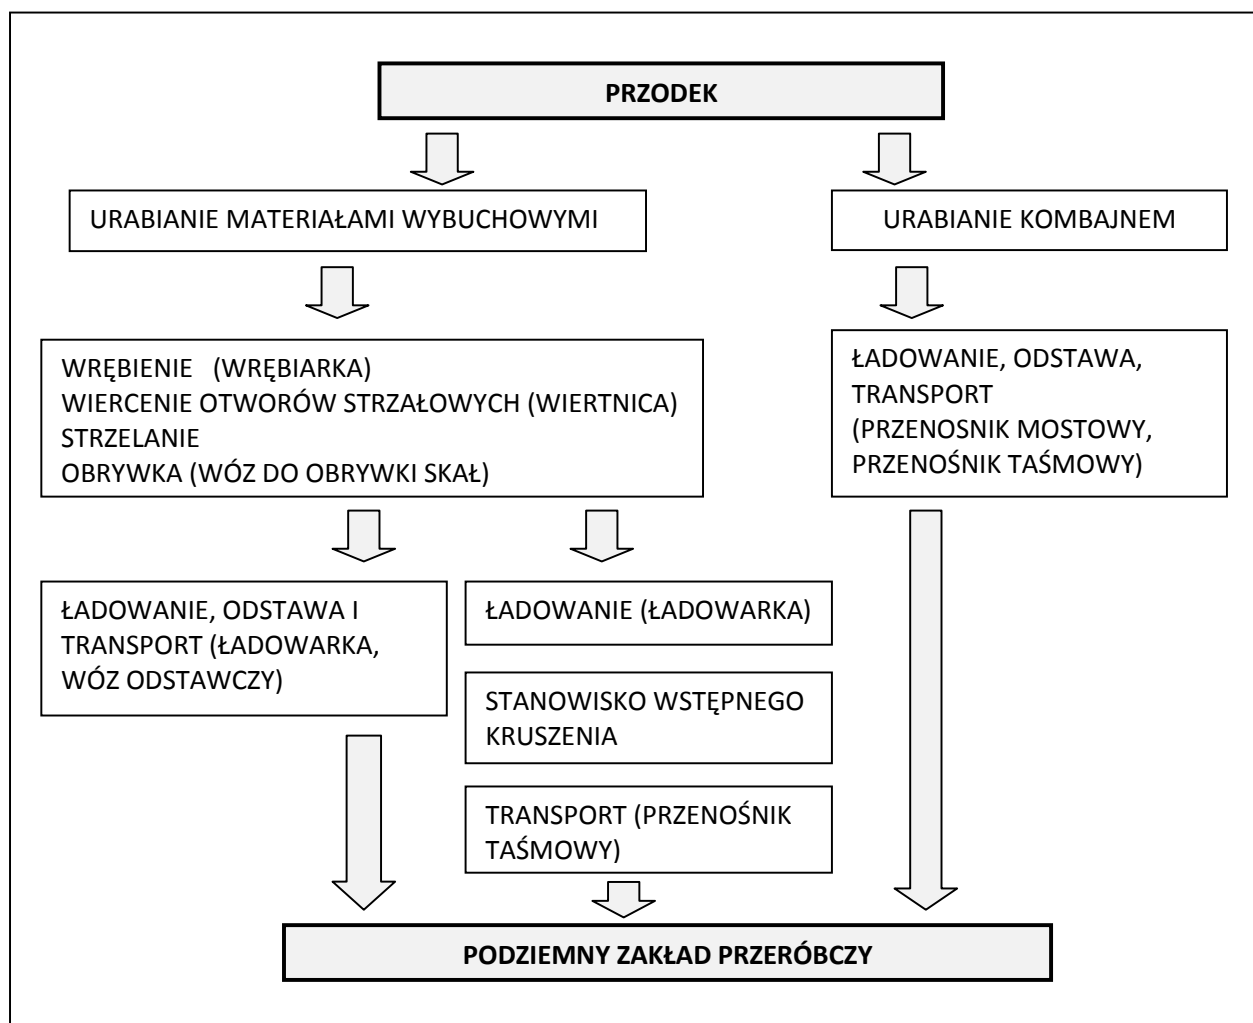 PRZODEK
URABIANIE MATERIAŁAMI WYBUCHOWYMI
URABIANIE KOMBAJNEM
WRĘBIENIE (WRĘBIARKA)
WIERCENIE OTWORÓW STRZAŁOWYCH (WIERTNICA)
STRZELANIE
OBRYWKA (WÓZ DO OBRYWKI SKAŁ)
ŁADOWANIE, ODSTAWA,
TRANSPORT
(PRZENOSNIK MOSTOWY,
PRZENOŚNIK TAŚMOWY)
ŁADOWANIE, ODSTAWA I
TRANSPORT (ŁADOWARKA,
WÓZ ODSTAWCZY)
ŁADOWANIE (ŁADOWARKA)
STANOWISKO WSTĘPNEGO
KRUSZENIA
TRANSPORT (PRZENOŚNIK
TAŚMOWY)
PODZIEMNY ZAKŁAD PRZERÓBCZY